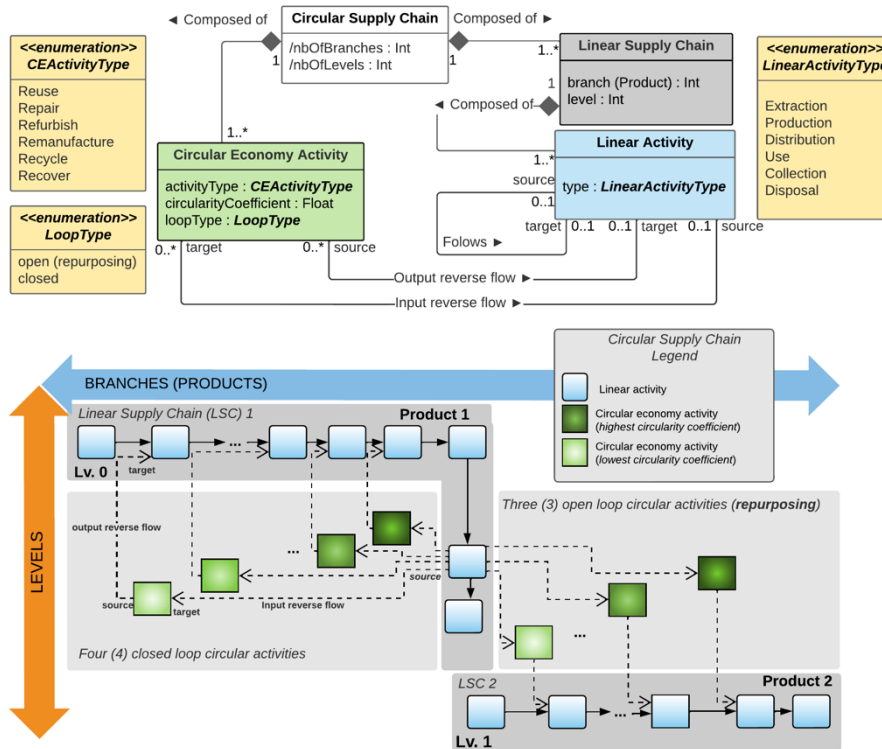 ◄ Composed of
Circular Supply Chain
Composed of ►
/nbOfBranches : Int
/nbOfLevels : Int
1
1
1..*
1..*
<<enumeration>>
CEActivityType
Reuse
Repair
Refurbish
Remanufacture
Recycle
Recover
Linear Supply Chain
branch (Product) : Int
level : Int
1
◄ Composed of
1..*
<<enumeration>>
LinearActivityType
Extraction
Production
Distribution
Use
Collection
Disposal
Circular Economy Activity
activityType : CEActivityType
circularityCoefficient : Float
loopType : LoopType
Linear Activity
type : LinearActivityType
source
0..1
target
0..1
Folows ►
<<enumeration>>
LoopType
open (repurposing)
closed
0..*
target
0..*
source
0..1
target
0..1
source
Output reverse flow ►
Input reverse flow ►
Circular Supply Chain
Legend
Linear activity
Circular economy activity
(highest circularity coefficient)
Circular economy activity
(lowest circularity coefficient)
BRANCHES (PRODUCTS)
LEVELS
Linear Supply Chain (LSC) 1
Product 1
...
Lv. 0
target
output reverse flow
...
source
source
target
Input reverse flow
Four (4) closed loop circular activities
Three (3) open loop circular activities (repurposing)
...
LSC 2
Product 2
...
Lv. 1